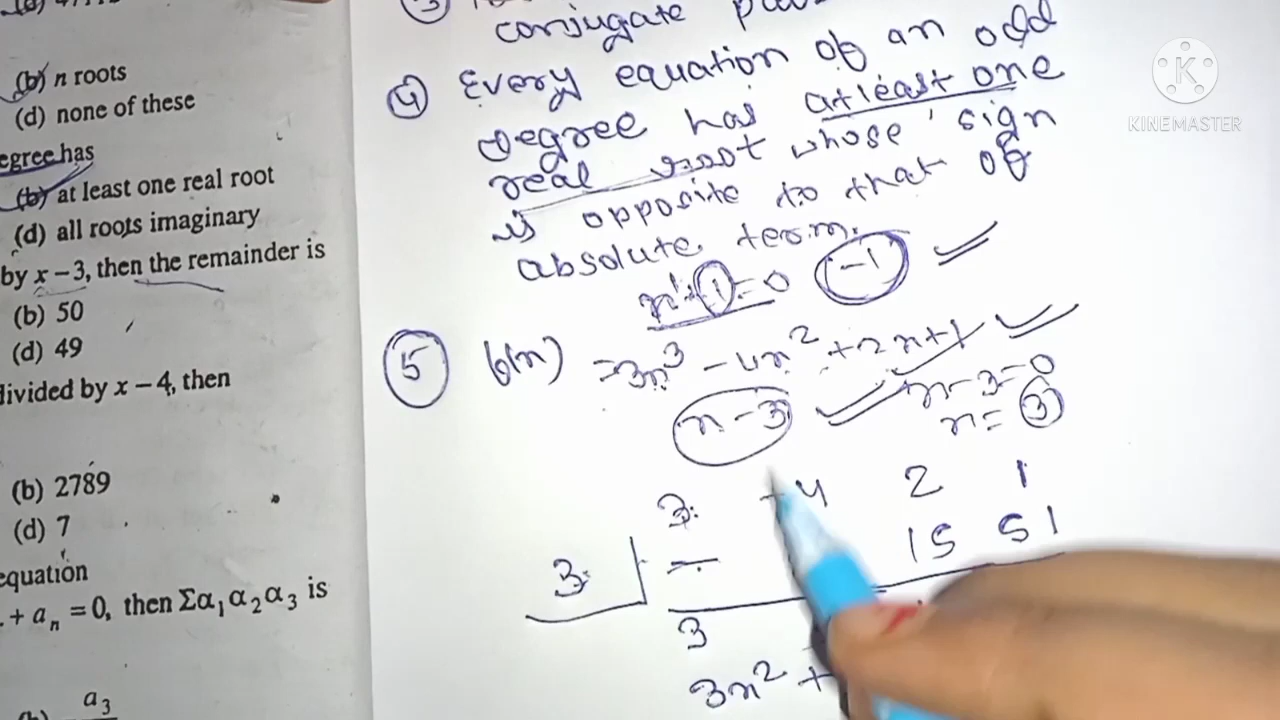 (b) n roots
(d) none of these
egree has
(b) at least one real root
(d) all roots imaginary
by x − 3, then the remainder is
(b) 50
(d) 49
divided by x − 4, then
(b) 2789
(d) 7
equation
+ aₙ = 0, then Σα₁α₂α₃ is
a₃
conjugate
④ Every equation of an odd
degree has atleast one
real root whose sign
is opposite to that of
absolute term.
-1
⑤
= 3x³ - 4x² + 2x + 1
x - 3 = 0
x - 3
x = 3
3 -4 2 1
3 15 51
3
3x² +
KINEMASTER